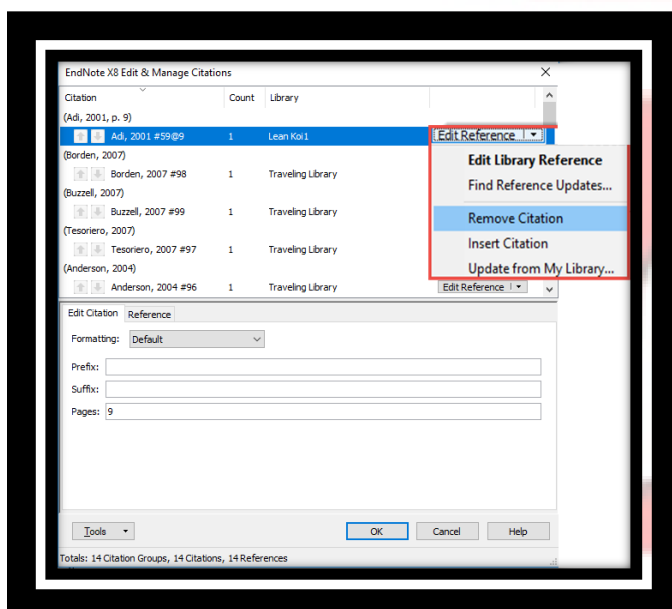 EndNote X8 Edit & Manage Citations
Citation Count Library
(Adi, 2001, p. 9)
Adi, 2001 #59@9 1 Lean Koi1 Edit Reference
(Borden, 2007)
Borden, 2007 #98 1 Traveling Library
(Buzzell, 2007)
Buzzell, 2007 #99 1 Traveling Library
(Tesoriero, 2007)
Tesoriero, 2007 #97 1 Traveling Library
(Anderson, 2004)
Anderson, 2004 #96 1 Traveling Library Edit Reference
Edit Library Reference
Find Reference Updates...
Remove Citation
Insert Citation
Update from My Library...
Edit Citation Reference
Formatting: Default
Prefix:
Suffix:
Pages: 9
Tools OK Cancel Help
Totals: 14 Citation Groups, 14 Citations, 14 References